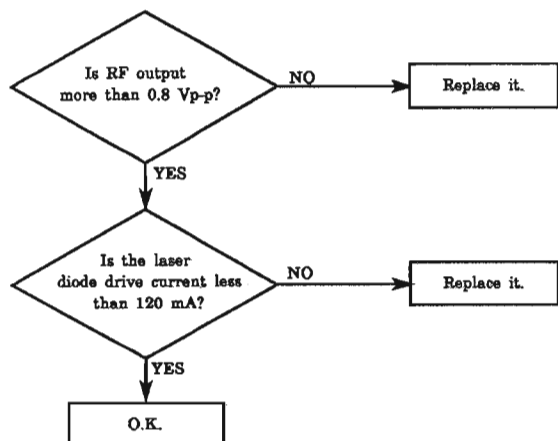 Is RF output
more than 0.8 Vp-p?
NO
Replace it.
YES
Is the laser
diode drive current less
than 120 mA?
NO
Replace it.
YES
O.K.